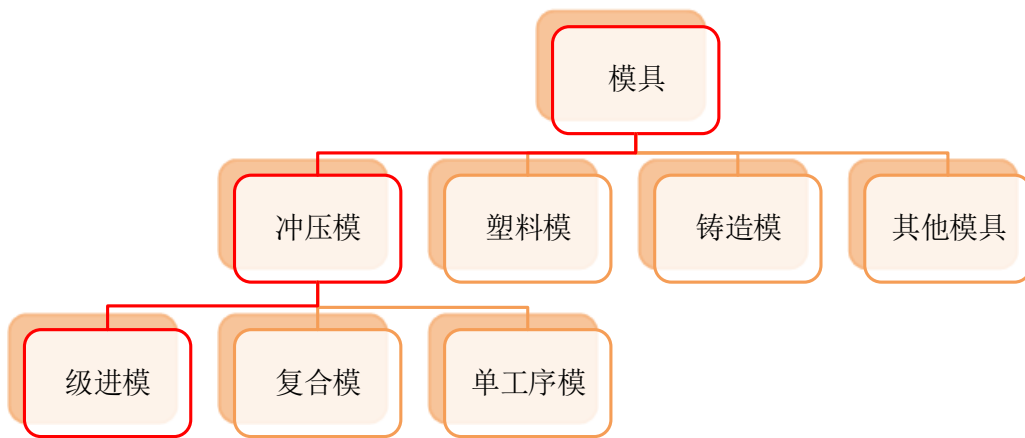 模具
冲压模
塑料模
铸造模
其他模具
级进模
复合模
单工序模